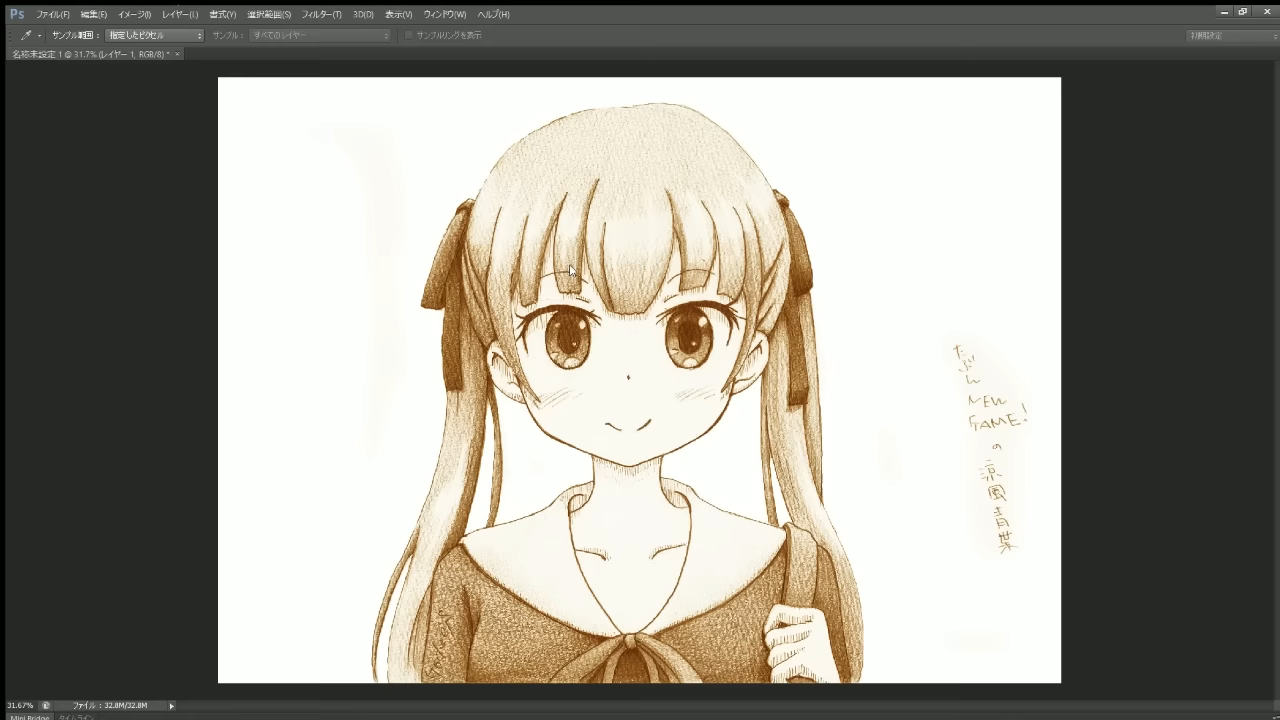 Ps ファイル(F) 編集(E) イメージ(I) レイヤー(L) 書式(Y) 選択範囲(S) フィルター(T) 3D(D) 表示(V) ウィンドウ(W) ヘルプ(H)
サンプル範囲： 指定したピクセル サンプル： すべてのレイヤー サンプルリングを表示 初期設定
名称未設定 1 @ 31.7% (レイヤー 1, RGB/8) * ×
たぶん
NEW
GAME!
の
涼風青葉
31.67% ファイル : 32.8M/32.8M
Mini Bridge タイムライン